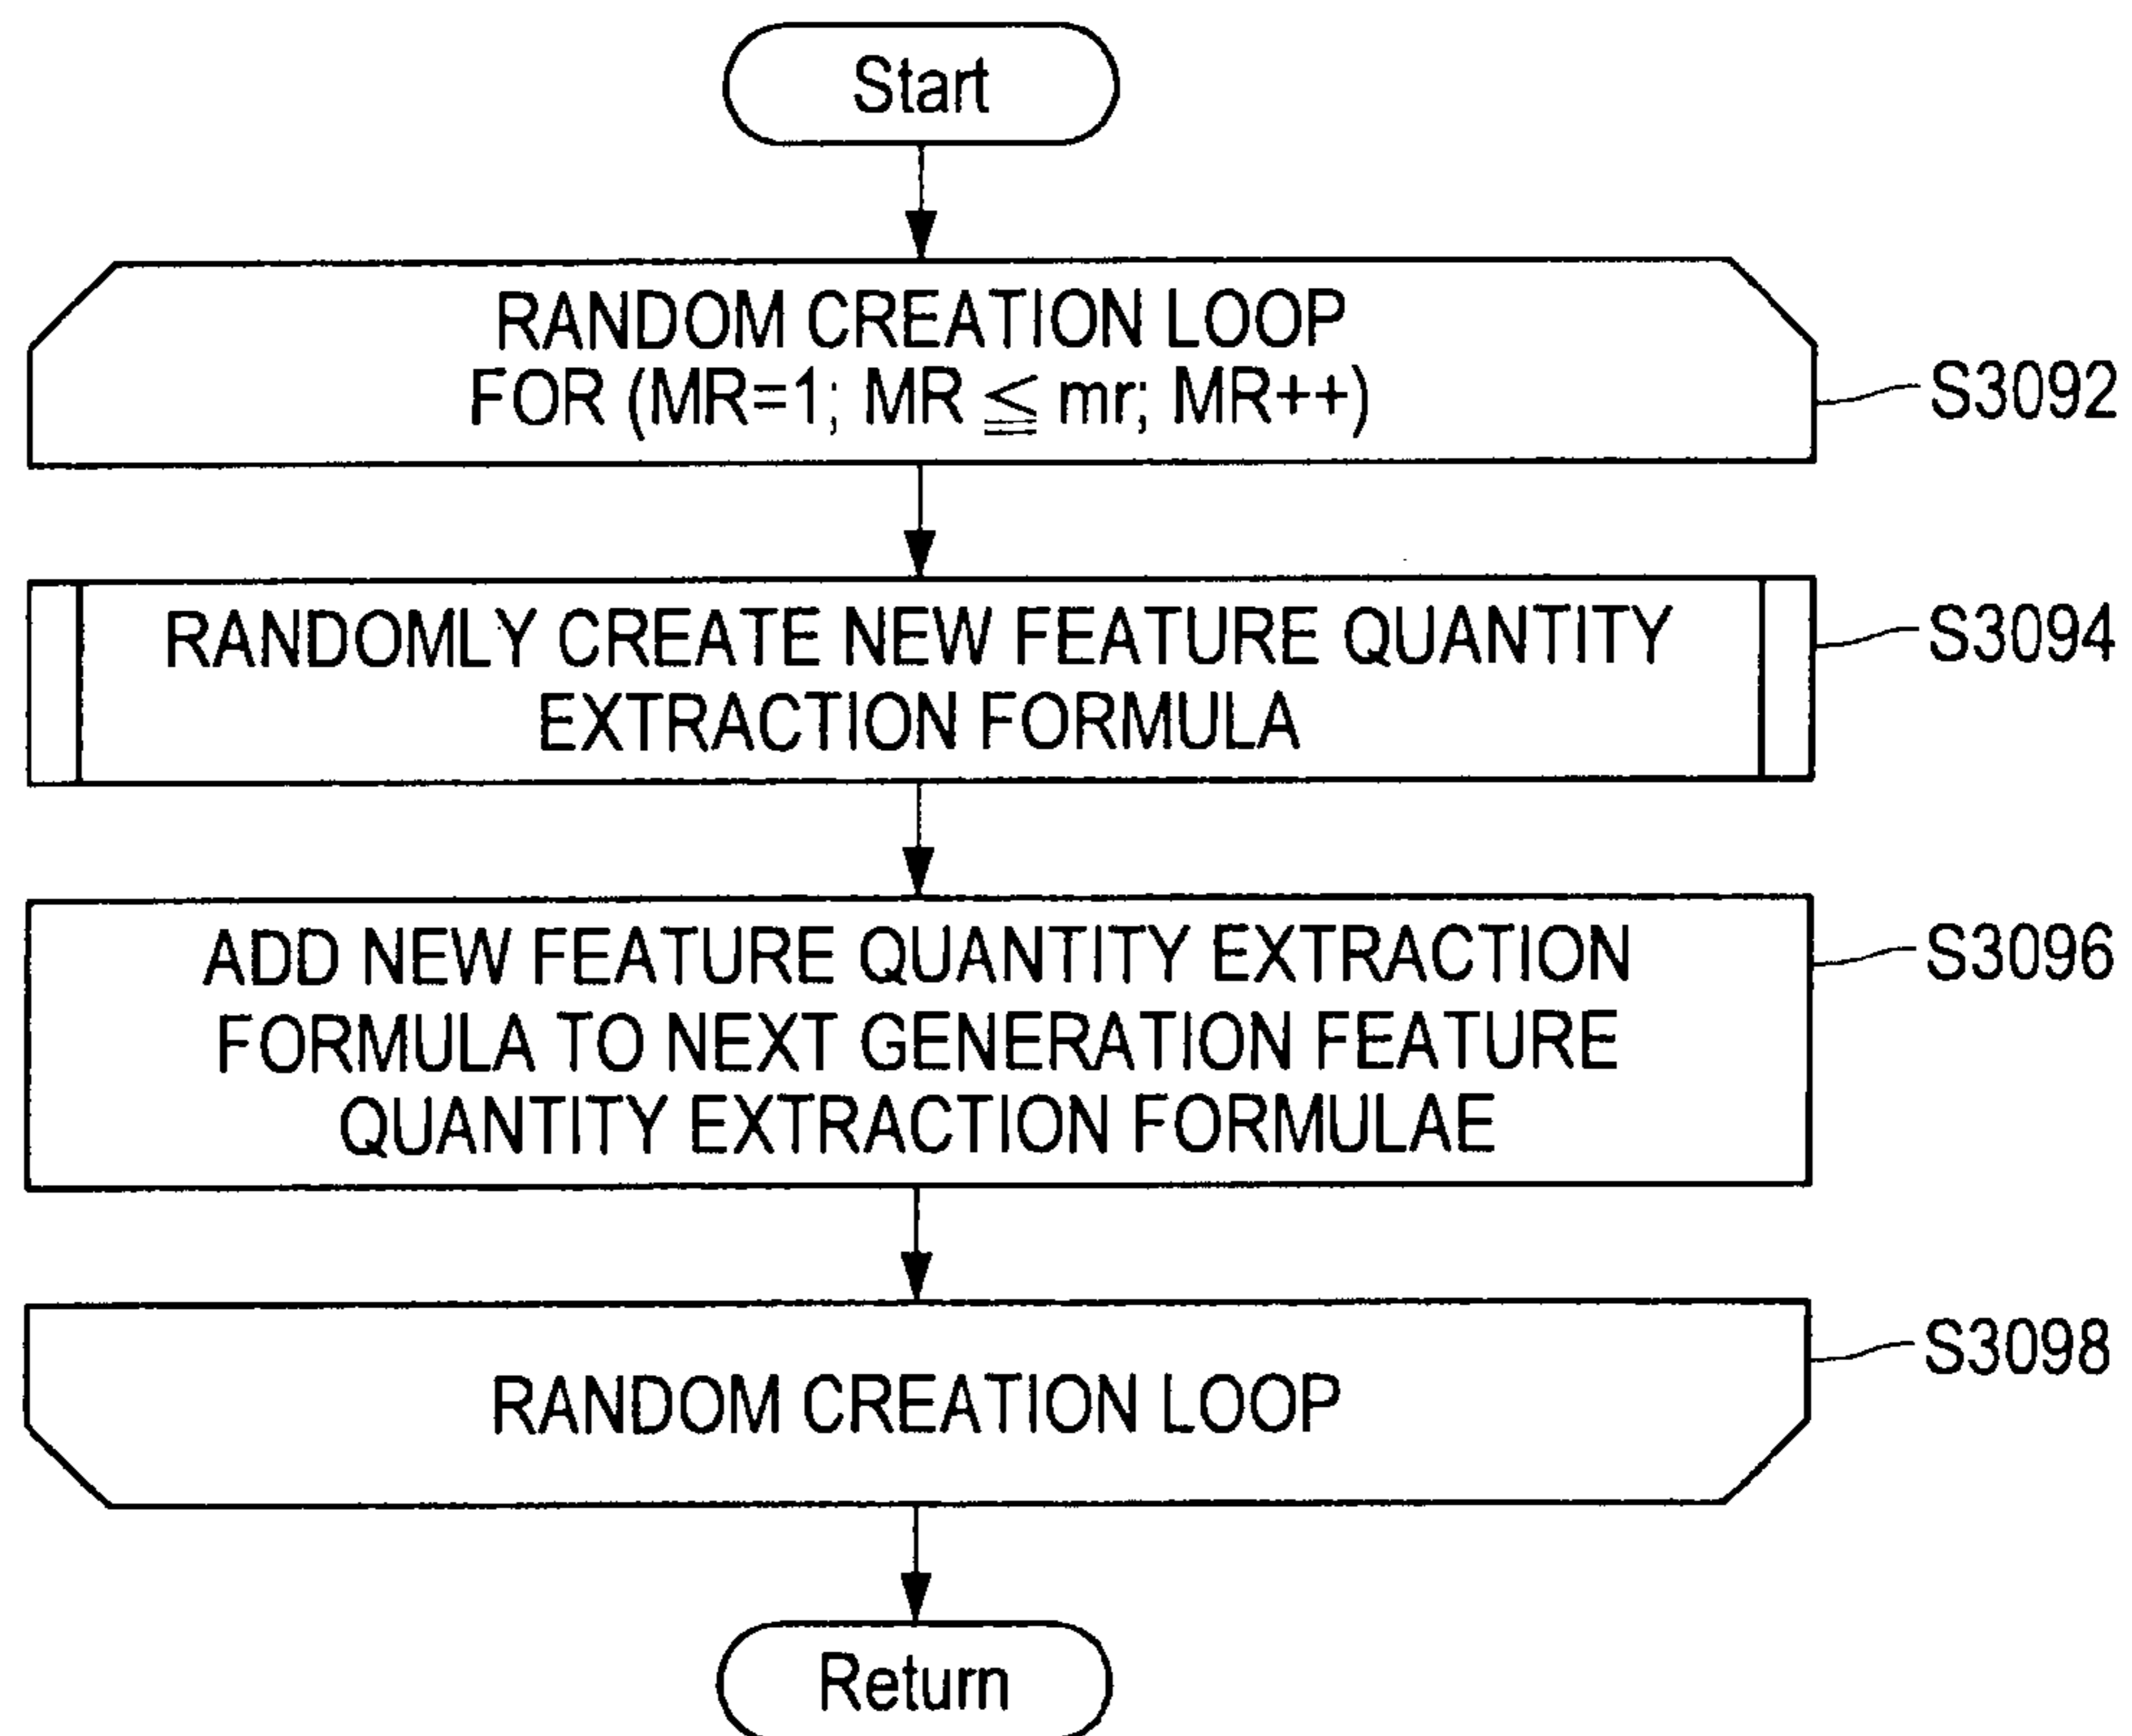 Start
RANDOM CREATION LOOP
FOR (MR=1; MR ≦ mr; MR++)
S3092
RANDOMLY CREATE NEW FEATURE QUANTITY
EXTRACTION FORMULA
S3094
ADD NEW FEATURE QUANTITY EXTRACTION
FORMULA TO NEXT GENERATION FEATURE
QUANTITY EXTRACTION FORMULAE
S3096
RANDOM CREATION LOOP
S3098
Return